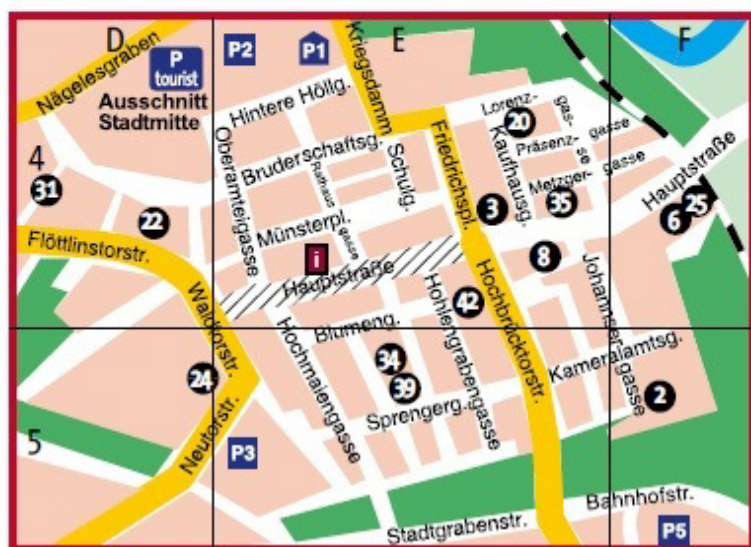 D
E
F
P
tourist
P2
P1
Nägelesgraben
Ausschnitt
Stadtmitte
Kriegsdamm
Hintere Höllg.
Lorenz-
gas-
se
20
Präsenz-
gasse
4
31
Oberamteigasse
Bruderschaftsg.
Rathaus
gasse
Schulg.
Friedrichspl.
Kaufhausg.
Metzger-
gasse
35
Hauptstraße
25
6
22
Münsterpl.
3
8
Flöttlinstorstr.
i
Hauptstraße
Waldtorstr.
Hochmaiengasse
Blumeng.
Hohlengrabengasse
42
Hochbrücktorstr.
Johannsergasse
Kameralamtsg.
24
34
39
2
Sprengerg.
5
Neutorstr.
P3
Stadtgrabenstr.
Bahnhofstr.
P5